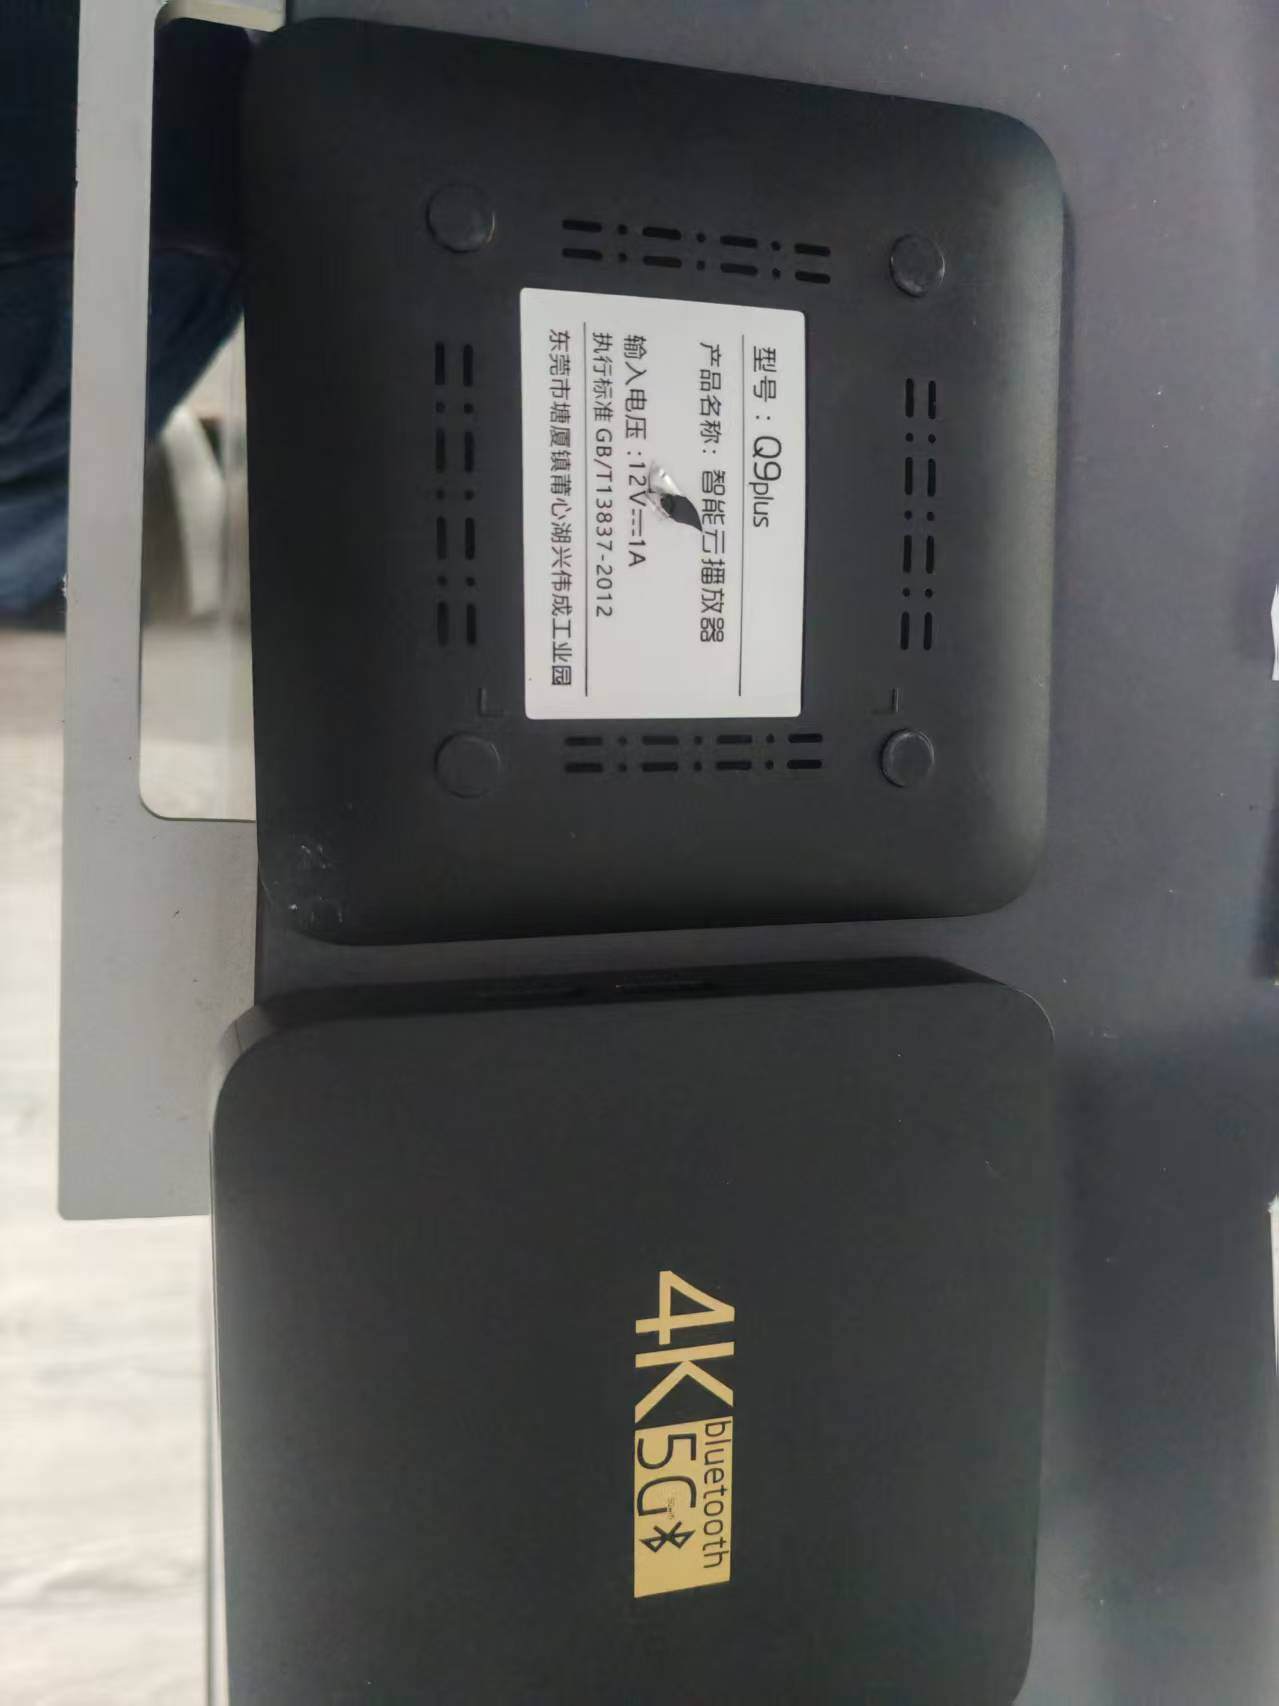 型号：Q9plus
产品名称：智能云播放器
输入电压:12V⎓1A
执行标准 GB/T13837-2012
东莞市塘厦镇莆心湖兴伟成工业园
4K 5G bluetooth